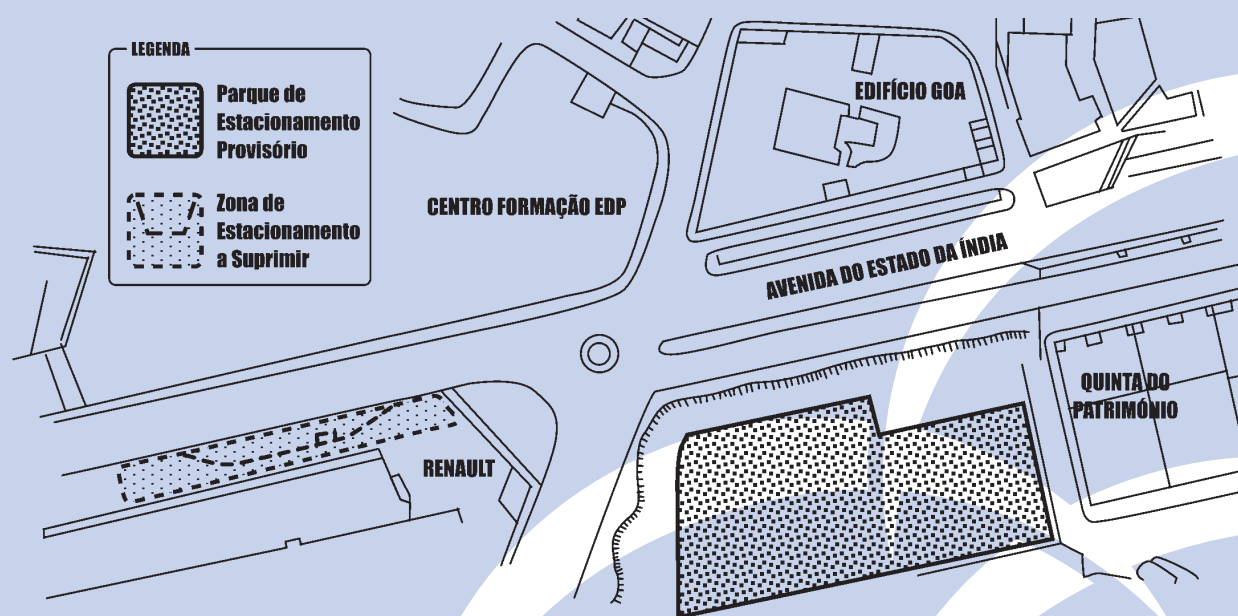 LEGENDA
Parque de
Estacionamento
Provisório
Zona de
Estacionamento
a Suprimir
EDIFÍCIO GOA
CENTRO FORMAÇÃO EDP
AVENIDA DO ESTADO DA ÍNDIA
QUINTA DO
PATRIMÓNIO
RENAULT